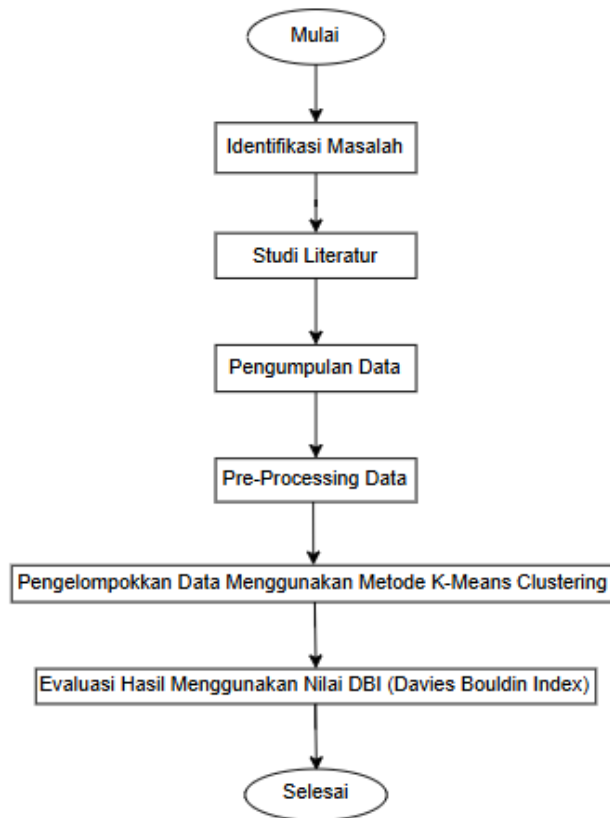 Mulai
Identifikasi Masalah
Studi Literatur
Pengumpulan Data
Pre-Processing Data
Pengelompokkan Data Menggunakan Metode K-Means Clustering
Evaluasi Hasil Menggunakan Nilai DBI (Davies Bouldin Index)
Selesai